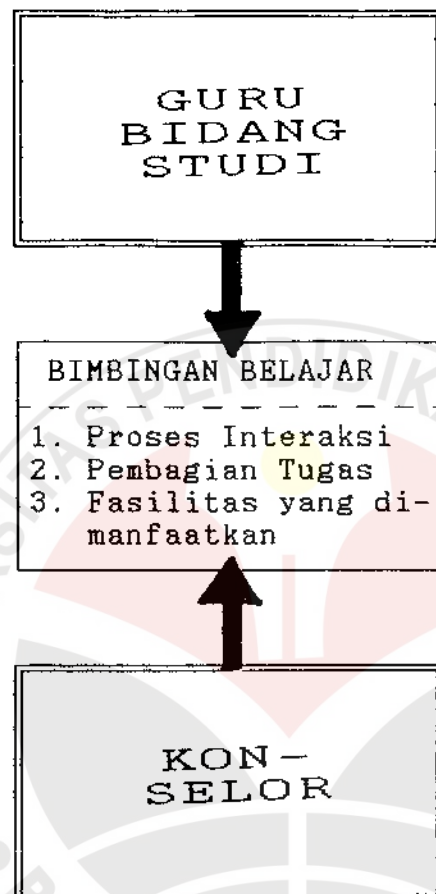 GURU
BIDANG
STUDI
BIMBINGAN BELAJAR
1. Proses Interaksi
2. Pembagian Tugas
3. Fasilitas yang di-
manfaatkan
KON-
SELOR